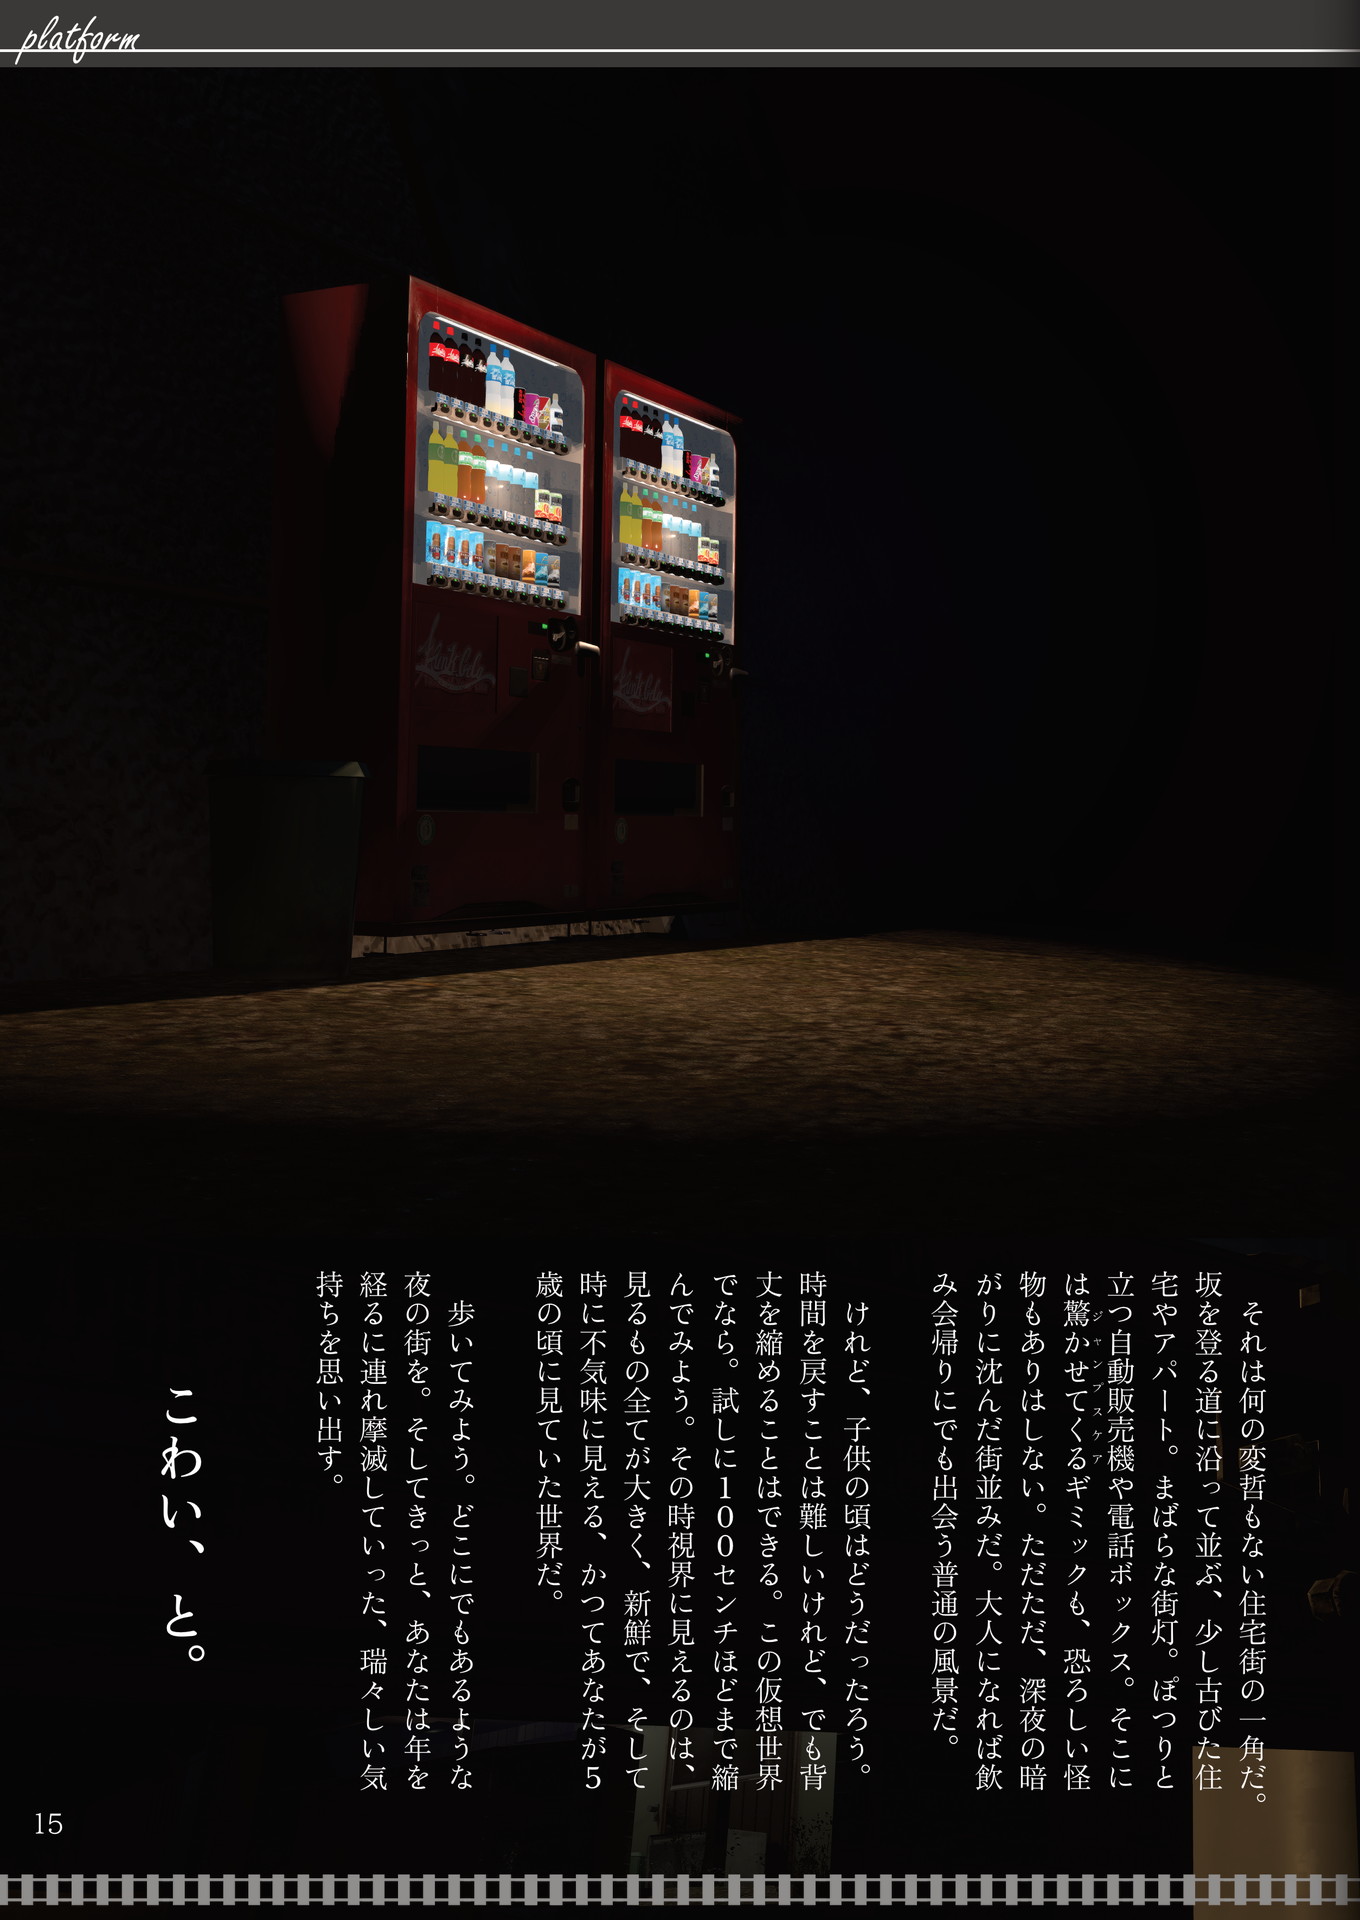 platform
それは何の変哲もない住宅街の一角だ。
坂を登る道に沿って並ぶ、少し古びた住
宅やアパート。まばらな街灯。ぽつりと
立つ自動販売機や電話ボックス。そこに
ジャンプスケア
は驚かせてくるギミックも、恐ろしい怪
物もありはしない。ただただ、深夜の暗
がりに沈んだ街並みだ。大人になれば飲
み会帰りにでも出会う普通の風景だ。
けれど、子供の頃はどうだったろう。
時間を戻すことは難しいけれど、でも背
丈を縮めることはできる。この仮想世界
でなら。試しに100センチほどまで縮
んでみよう。その時視界に見えるのは、
見るもの全てが大きく、新鮮で、そして
時に不気味に見える、かつてあなたが5
歳の頃に見ていた世界だ。
歩いてみよう。どこにでもあるような
夜の街を。そしてきっと、あなたは年を
経るに連れ摩滅していった、瑞々しい気
持ちを思い出す。
こわい、と。
15